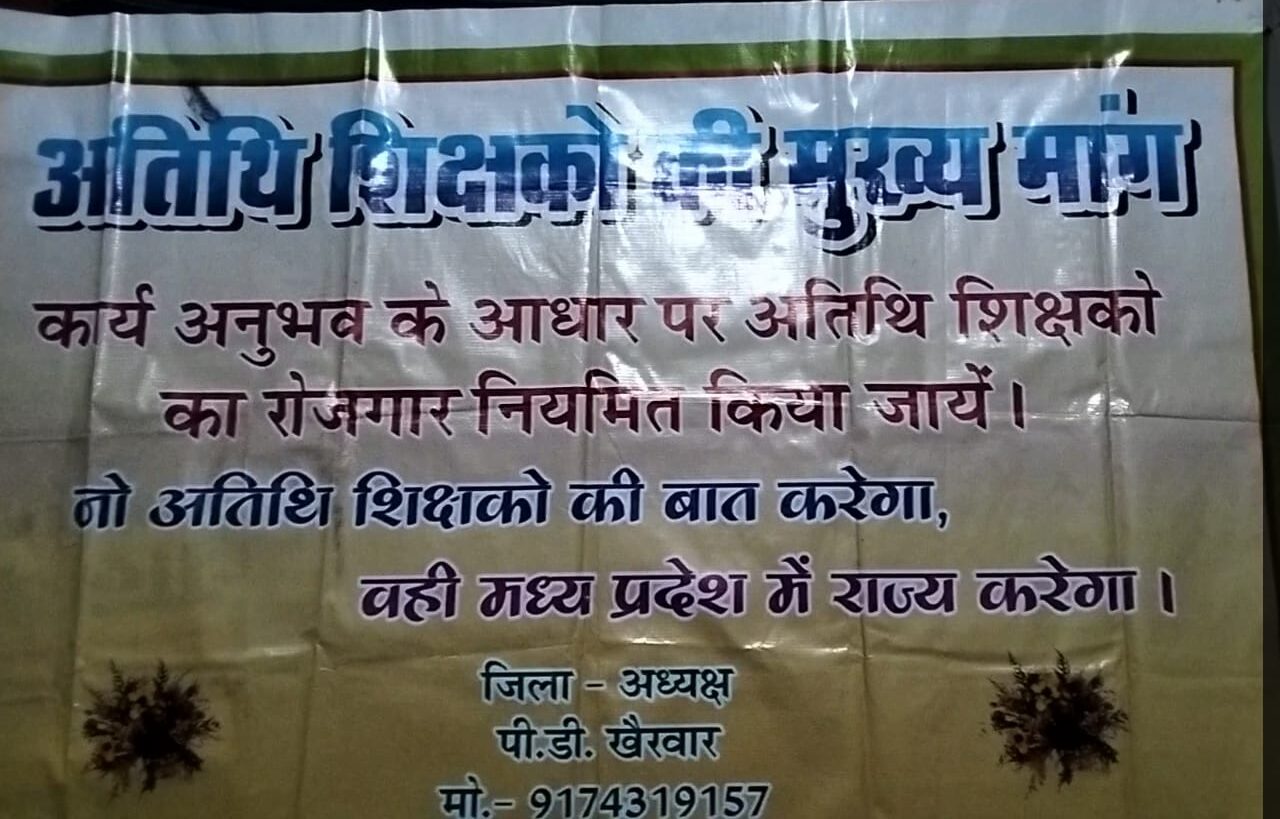 अतिथि शिक्षको की मुख्य मांग
कार्य अनुभव के आधार पर अतिथि शिक्षको
का रोजगार नियमित किया जायें।
जो अतिथि शिक्षको की बात करेगा,
वही मध्य प्रदेश में राज्य करेगा।
जिला - अध्यक्ष
पी.डी. खैरवार
मो.- 9174319157